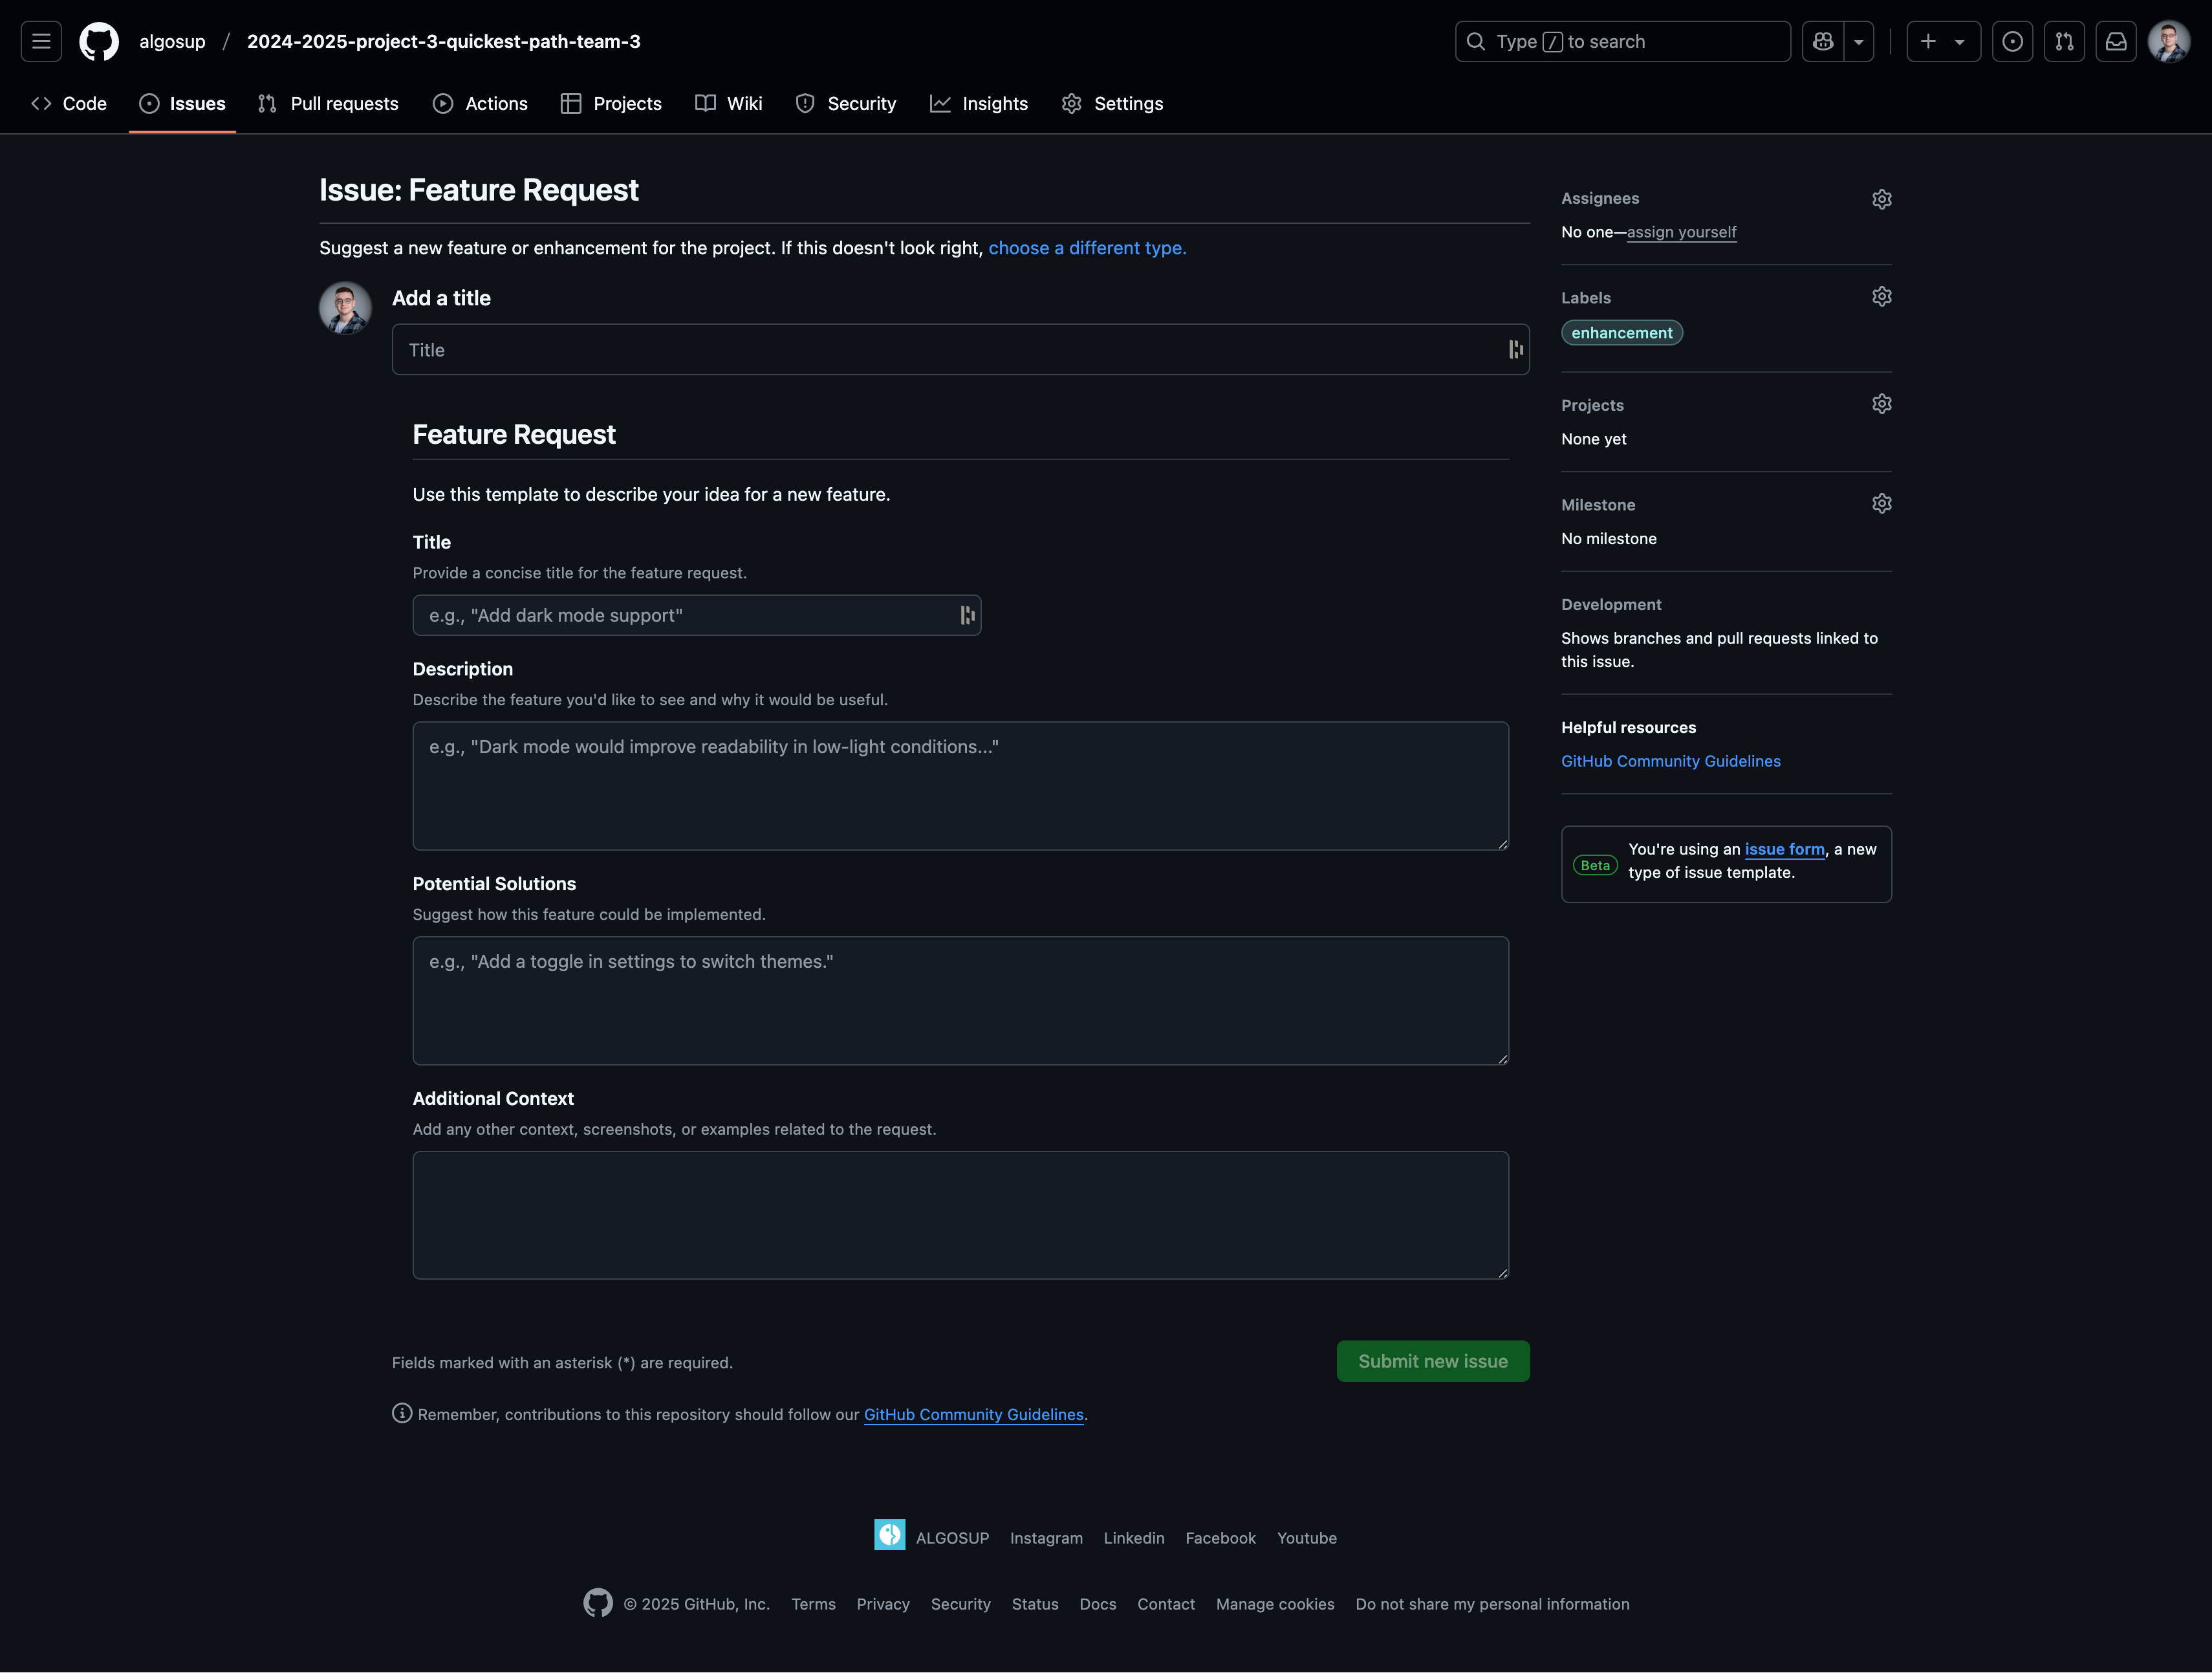 algosup / 2024-2025-project-3-quickest-path-team-3
Type / to search
Code Issues Pull requests Actions Projects Wiki Security Insights Settings
Issue: Feature Request
Suggest a new feature or enhancement for the project. If this doesn't look right, choose a different type.
Add a title
Title
Feature Request
Use this template to describe your idea for a new feature.
Title
Provide a concise title for the feature request.
e.g., "Add dark mode support"
Description
Describe the feature you'd like to see and why it would be useful.
e.g., "Dark mode would improve readability in low-light conditions..."
Potential Solutions
Suggest how this feature could be implemented.
e.g., "Add a toggle in settings to switch themes."
Additional Context
Add any other context, screenshots, or examples related to the request.
Fields marked with an asterisk (*) are required.
Submit new issue
Remember, contributions to this repository should follow our GitHub Community Guidelines.
Assignees
No one—assign yourself
Labels
enhancement
Projects
None yet
Milestone
No milestone
Development
Shows branches and pull requests linked to
this issue.
Helpful resources
GitHub Community Guidelines
Beta
You're using an issue form, a new
type of issue template.
ALGOSUP Instagram Linkedin Facebook Youtube
© 2025 GitHub, Inc. Terms Privacy Security Status Docs Contact Manage cookies Do not share my personal information